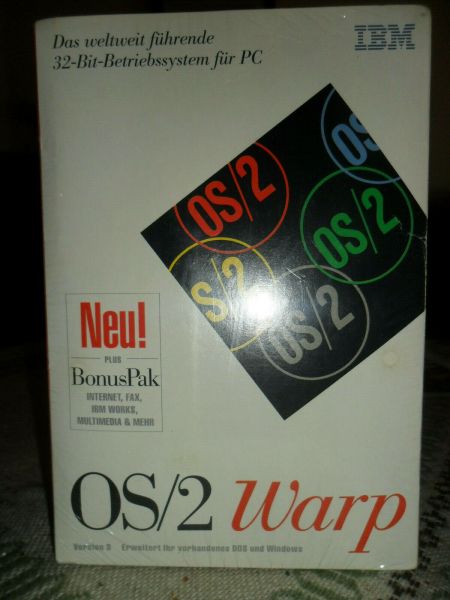 Das weltweit führende
32-Bit-Betriebssystem für PC
IBM
OS/2
OS/2
OS/2
S/2
OS/2
Neu!
PLUS
BonusPak
INTERNET, FAX,
IBM WORKS,
MULTIMEDIA & MEHR
OS/2 Warp
Version 3 Erweitert Ihr vorhandenes DOS und Windows